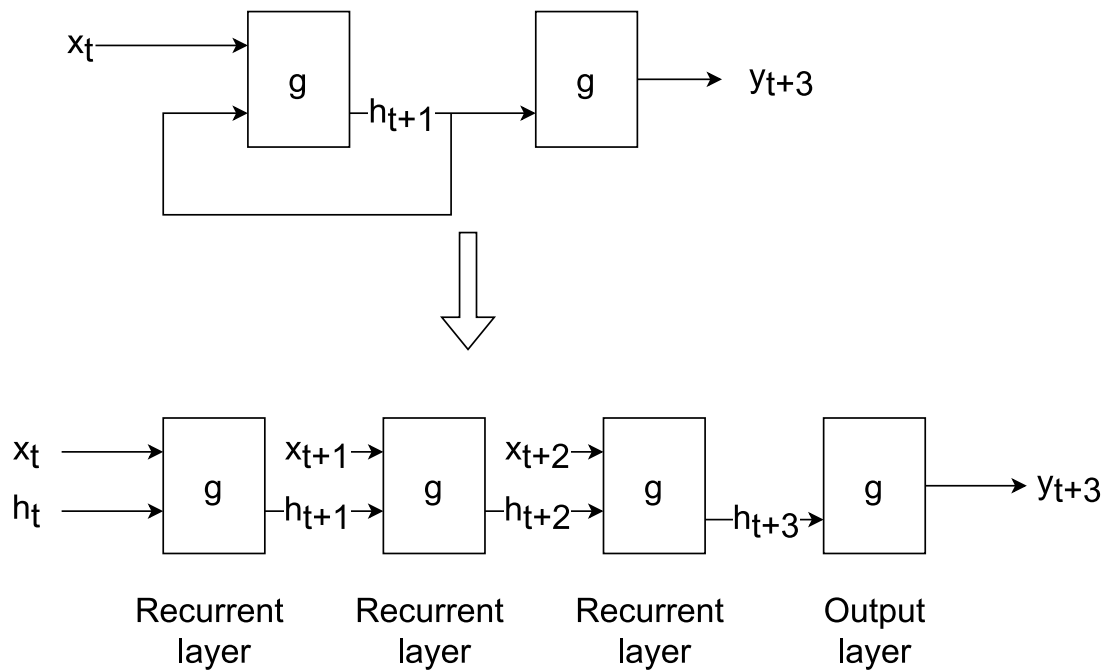 xt
g
g
yt+3
ht+1
xt
xt+1
xt+2
g
g
g
g
yt+3
ht
ht+1
ht+2
ht+3
Recurrent
layer
Recurrent
layer
Recurrent
layer
Output
layer